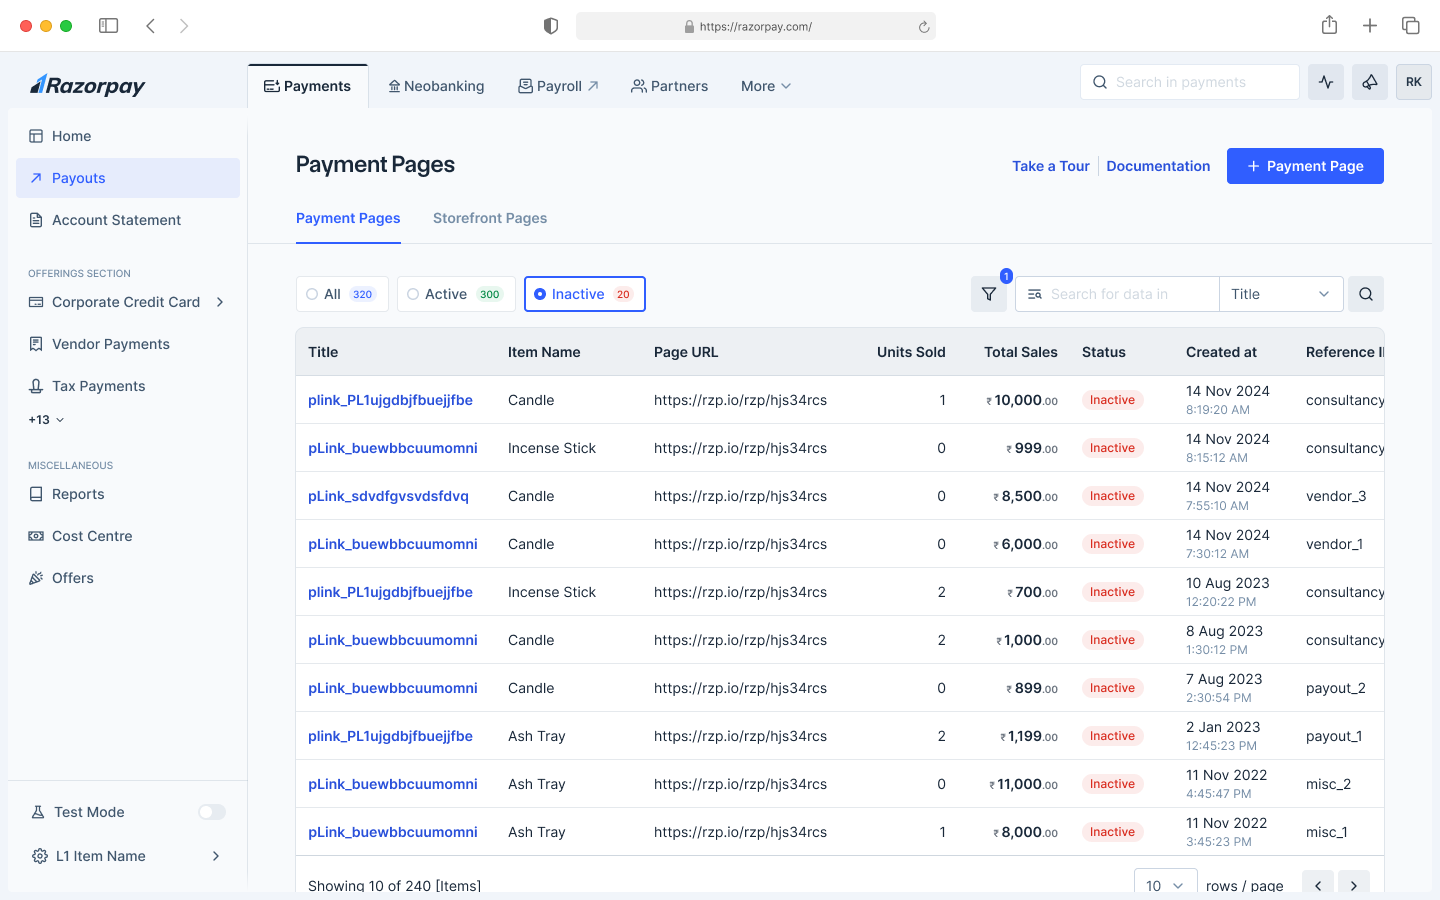 https://razorpay.com/
Razorpay
Payments
Neobanking
Payroll
Partners
More
Search in payments
RK
Home
Payouts
Account Statement
OFFERINGS SECTION
Corporate Credit Card
Vendor Payments
Tax Payments
+13
MISCELLANEOUS
Reports
Cost Centre
Offers
Test Mode
L1 Item Name
Payment Pages
Take a Tour
Documentation
+ Payment Page
Payment Pages
Storefront Pages
All 320
Active 300
Inactive 20
1
Search for data in
Title
Title Item Name Page URL Units Sold Total Sales Status Created at Reference I
plink_PL1ujgdbjfbuejjfbe Candle https://rzp.io/rzp/hjs34rcs 1 ₹10,000.00 Inactive 14 Nov 2024 consultancy
8:19:20 AM
pLink_buewbbcuumomni Incense Stick https://rzp.io/rzp/hjs34rcs 0 ₹999.00 Inactive 14 Nov 2024 consultancy
8:15:12 AM
pLink_sdvdfgvsvdsfdvq Candle https://rzp.io/rzp/hjs34rcs 0 ₹8,500.00 Inactive 14 Nov 2024 vendor_3
7:55:10 AM
pLink_buewbbcuumomni Candle https://rzp.io/rzp/hjs34rcs 0 ₹6,000.00 Inactive 14 Nov 2024 vendor_1
7:30:12 AM
plink_PL1ujgdbjfbuejjfbe Incense Stick https://rzp.io/rzp/hjs34rcs 2 ₹700.00 Inactive 10 Aug 2023 consultancy
12:20:22 PM
pLink_buewbbcuumomni Candle https://rzp.io/rzp/hjs34rcs 2 ₹1,000.00 Inactive 8 Aug 2023 consultancy
1:30:12 PM
pLink_buewbbcuumomni Candle https://rzp.io/rzp/hjs34rcs 0 ₹899.00 Inactive 7 Aug 2023 payout_2
2:30:54 PM
plink_PL1ujgdbjfbuejjfbe Ash Tray https://rzp.io/rzp/hjs34rcs 2 ₹1,199.00 Inactive 2 Jan 2023 payout_1
12:45:23 PM
pLink_buewbbcuumomni Ash Tray https://rzp.io/rzp/hjs34rcs 0 ₹11,000.00 Inactive 11 Nov 2022 misc_2
4:45:47 PM
pLink_buewbbcuumomni Ash Tray https://rzp.io/rzp/hjs34rcs 1 ₹8,000.00 Inactive 11 Nov 2022 misc_1
3:45:23 PM
Showing 10 of 240 [Items]
10 rows / page